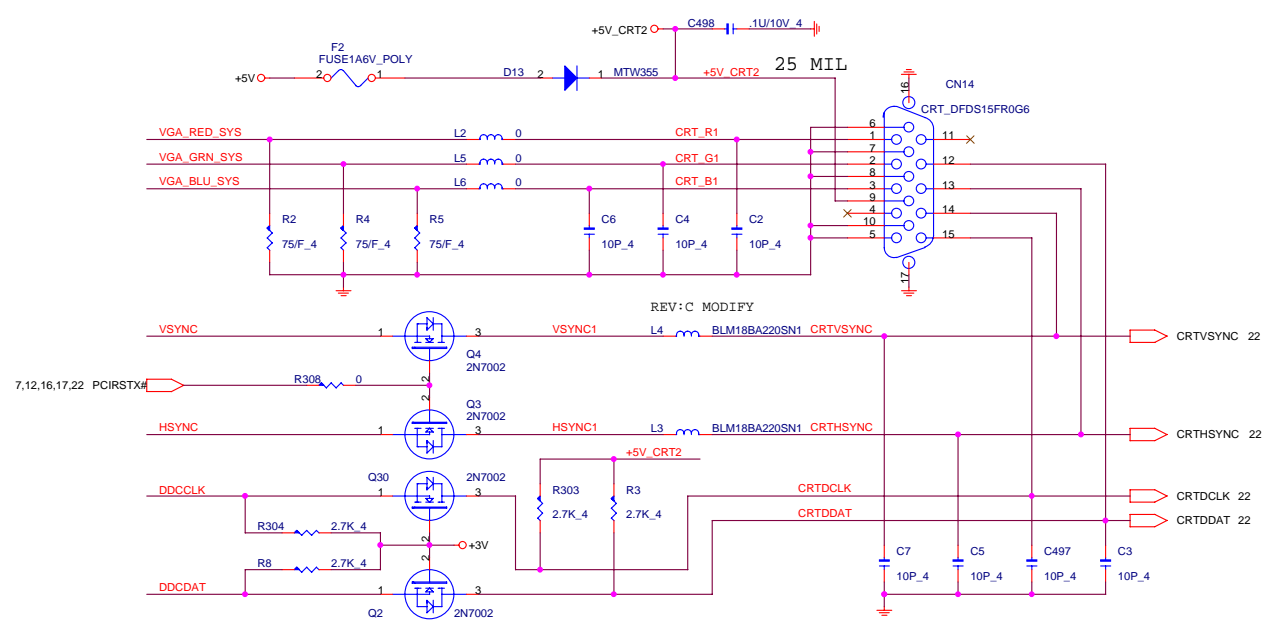 +5V_CRT2 C498 .1U/10V_4
F2
FUSE1A6V_POLY
+5V 2 1 D13 2 1 MTW355 +5V_CRT2 25 MIL
CN14
CRT_DFDS15FR0G6
16
VGA_RED_SYS L2 0 CRT_R1
VGA_GRN_SYS L5 0 CRT_G1
VGA_BLU_SYS L6 0 CRT_B1
6
1 11
7
2 12
8
3 13
9
4 14
10
5 15
17
R2 R4 R5 C6 C4 C2
75/F_4 75/F_4 75/F_4 10P_4 10P_4 10P_4
REV:C MODIFY
VSYNC 1 3 VSYNC1 L4 BLM18BA220SN1 CRTVSYNC CRTVSYNC 22
Q4
2N7002
2
7,12,16,17,22 PCIRSTX# R308 0
2
Q3
2N7002
HSYNC 1 3 HSYNC1 L3 BLM18BA220SN1 CRTHSYNC CRTHSYNC 22
+5V_CRT2
Q30 2N7002
DDCCLK 1 3 CRTDCLK CRTDCLK 22
R303 R3
2.7K_4 2.7K_4
CRTDDAT CRTDDAT 22
R304 2.7K_4
2
+3V
2
R8 2.7K_4
DDCDAT 1 3
Q2 2N7002
C7 C5 C497 C3
10P_4 10P_4 10P_4 10P_4